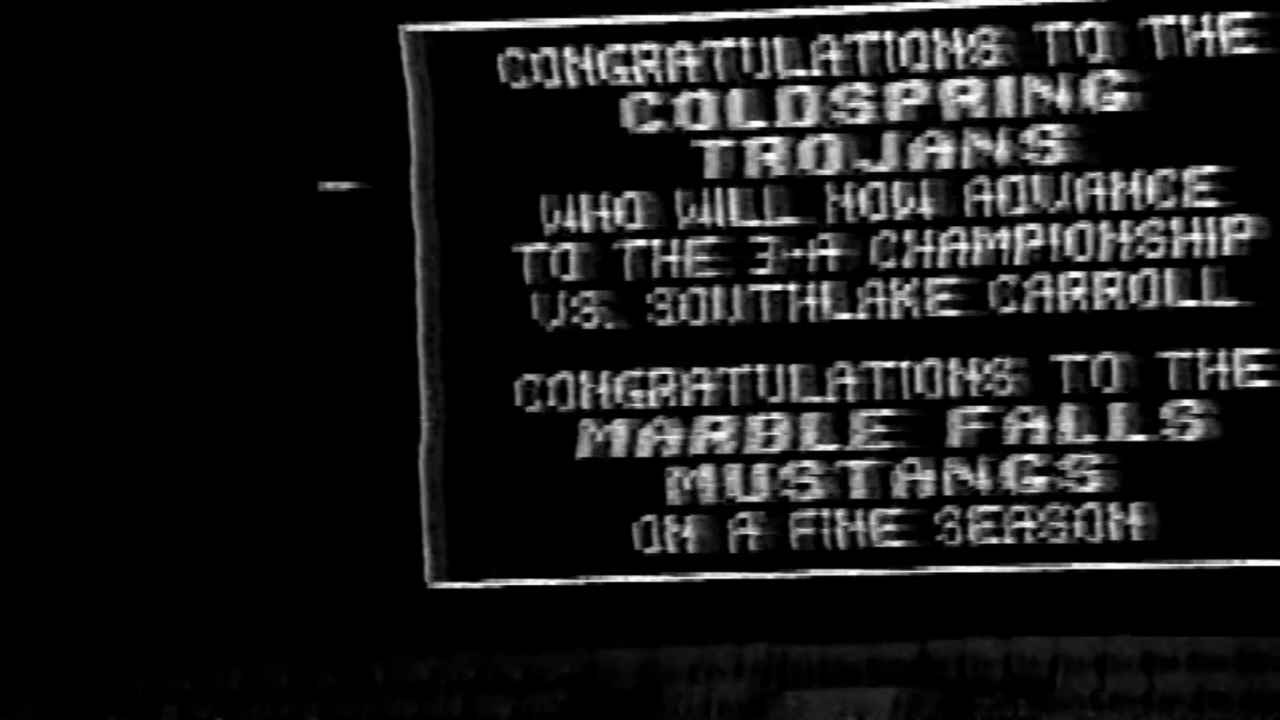 CONGRATULATIONS TO THE
COLDSPRING
TROJANS
WHO WILL NOW ADVANCE
TO THE 3-A CHAMPIONSHIP
VS. SOUTHLAKE CARROLL
CONGRATULATIONS TO THE
MARBLE FALLS
MUSTANGS
ON A FINE SEASON